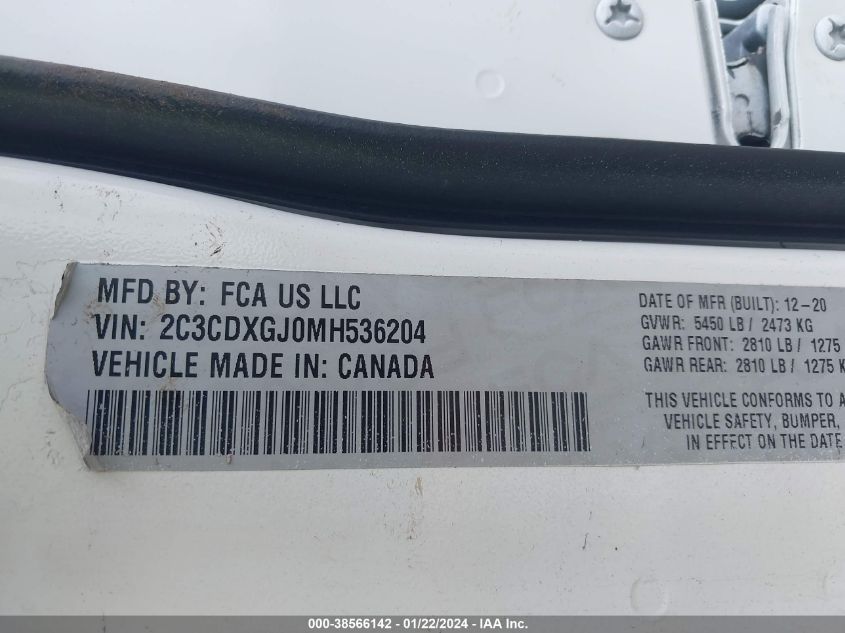 MFD BY: FCA US LLC
VIN: 2C3CDXGJ0MH536204
VEHICLE MADE IN: CANADA
DATE OF MFR (BUILT): 12-20
GVWR: 5450 LB / 2473 KG
GAWR FRONT: 2810 LB / 1275
GAWR REAR: 2810 LB / 1275 K
THIS VEHICLE CONFORMS TO A
VEHICLE SAFETY, BUMPER,
IN EFFECT ON THE DATE
000-38566142 - 01/22/2024 - IAA Inc.